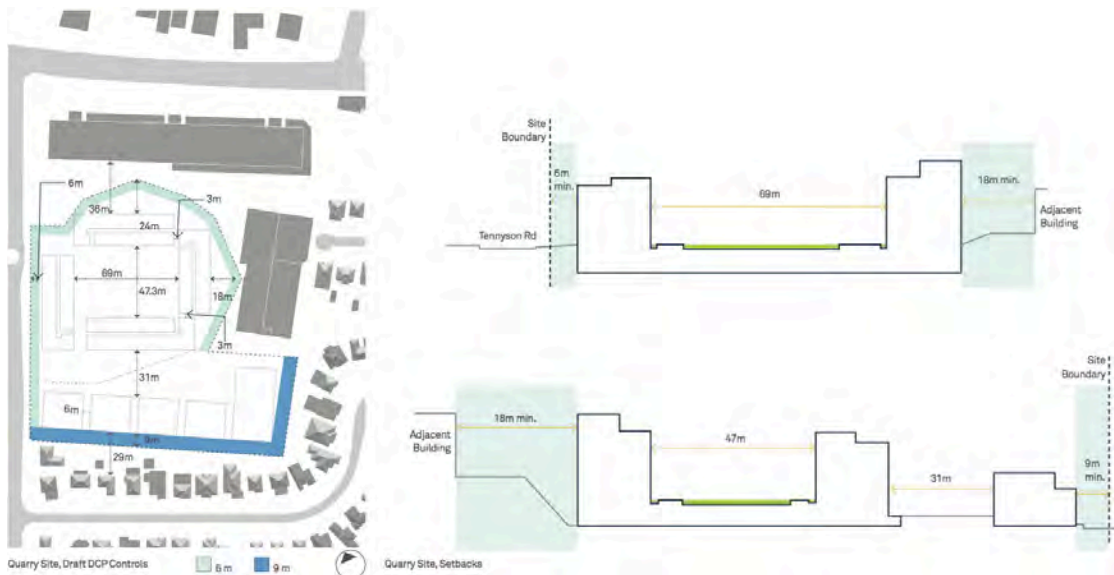 6m
36m
3m
24m
69m
47.3m
18m
3m
31m
6m
9m
29m
Quarry Site, Draft DCP Controls
6 m
9 m
Site
Boundary
6m
min.
69m
18m min.
Tennyson Rd
Adjacent
Building
Site
Boundary
18m min.
Adjacent
Building
47m
31m
9m
min.
Quarry Site, Setbacks